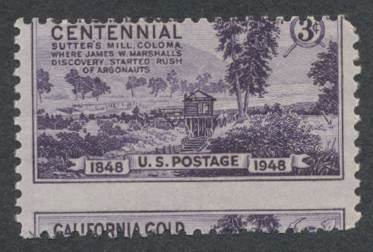 CENTENNIAL
SUTTER'S MILL, COLOMA,
WHERE JAMES W. MARSHALL'S
DISCOVERY STARTED RUSH
OF ARGONAUTS
3¢
1848 U.S. POSTAGE 1948
CALIFORNIA GOLD